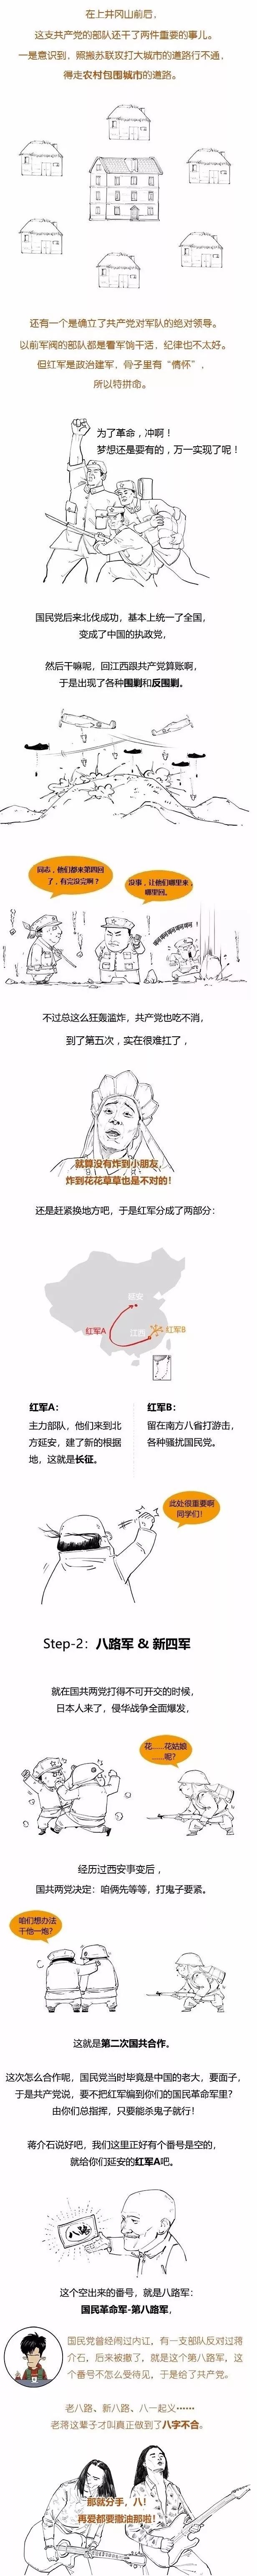 在上井冈山前后，
这支共产党的部队还干了两件重要的事儿。
一是意识到，照搬苏联攻打大城市的道路行不通，
得走农村包围城市的道路。
还有一个是确立了共产党对军队的绝对领导。
以前军阀的部队都是看军饷干活，纪律也不太好。
但红军是政治建军，骨子里有“情怀”，
所以特拼命。
为了革命，冲啊！
梦想还是要有的，万一实现了呢！
国民党后来北伐成功，基本上统一了全国，
变成了中国的执政党，
然后干嘛呢，回江西跟共产党算账啊，
于是出现了各种围剿和反围剿。
同志，他们都来第四回
了，有完没完啊？
没事，让他们哪里来，
哪里回。
不过总这么狂轰滥炸，共产党也吃不消，
到了第五次，实在很难扛了，
就算没有炸到小朋友，
炸到花花草草也是不对的！
还是赶紧换地方吧，于是红军分成了两部分：
延安
红军A
江西
红军B
红军A：
主力部队，他们来到北
方延安，建了新的根据
地，这就是长征。
红军B：
留在南方八省打游击，
各种骚扰国民党。
此处很重要啊
同学们！
Step-2：八路军 & 新四军
就在国共两党打得不可开交的时候，
日本人来了，侵华战争全面爆发，
花……花姑娘
……呢？
经历过西安事变后，
国共两党决定：咱俩先等等，打鬼子要紧。
咱们想办法
干他一炮？
这就是第二次国共合作。
这次怎么合作呢，国民党当时毕竟是中国的老大，要面子，
于是共产党说，要不把红军编到你们的国民革命军里？
由你们总指挥，只要能杀鬼子就行！
蒋介石说好吧，我们这里正好有个番号是空的，
就给你们延安的红军A吧。
八路
这个空出来的番号，就是八路军：
国民革命军-第八路军，
国民党曾经闹过内讧，有一支部队反对过蒋
介石，后来被撤了，就是这个第八路军，这
个番号不怎么受待见，于是给了共产党。
老八路、新八路、八一起义……
老蒋这辈子才叫真正做到了八字不合。
那就分手，八！
再爱都要撒油那啦！